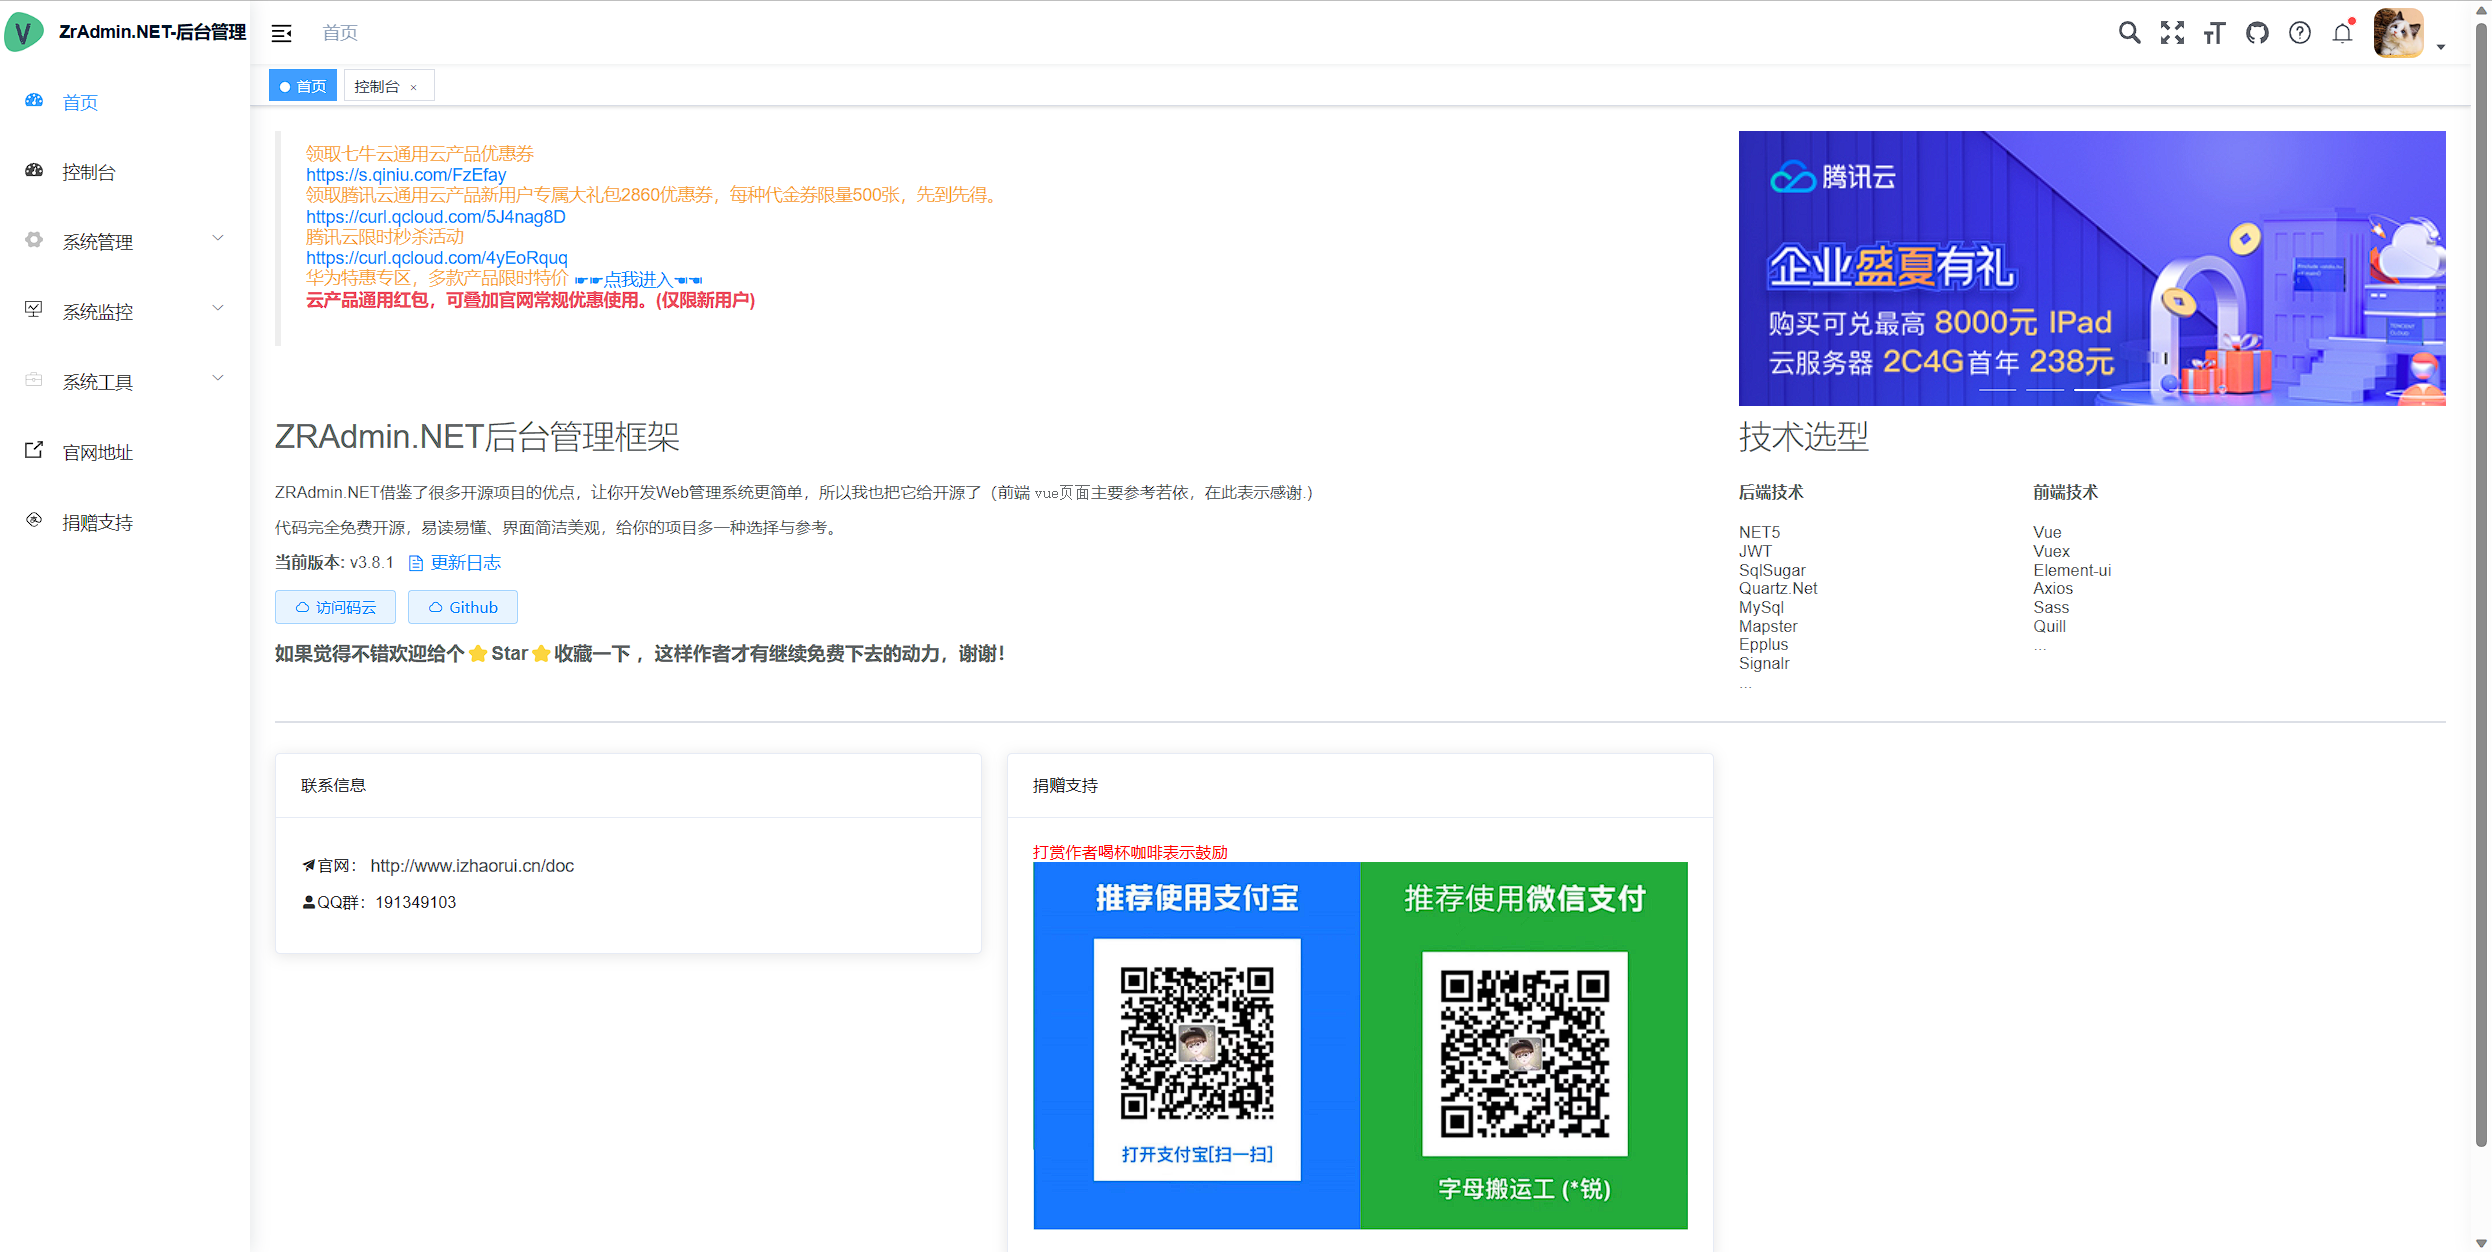 ZrAdmin.NET-后台管理
首页
首页
控制台
系统管理
系统监控
系统工具
官网地址
捐赠支持
首页
控制台 ×
领取七牛云通用云产品优惠券
https://s.qiniu.com/FzEfay
领取腾讯云通用云产品新用户专属大礼包2860优惠券，每种代金券限量500张，先到先得。
https://curl.qcloud.com/5J4nag8D
腾讯云限时秒杀活动
https://curl.qcloud.com/4yEoRquq
华为特惠专区，多款产品限时特价 ☛☛点我进入☚☚
云产品通用红包，可叠加官网常规优惠使用。(仅限新用户)
腾讯云
企业盛夏有礼
购买可兑最高 8000元 IPad
云服务器 2C4G首年 238元
ZRAdmin.NET后台管理框架
ZRAdmin.NET借鉴了很多开源项目的优点，让你开发Web管理系统更简单，所以我也把它给开源了（前端 vue页面主要参考若依，在此表示感谢.）
代码完全免费开源，易读易懂、界面简洁美观，给你的项目多一种选择与参考。
当前版本: v3.8.1 更新日志
访问码云 Github
如果觉得不错欢迎给个⭐Star⭐收藏一下 ，这样作者才有继续免费下去的动力，谢谢！
技术选型
后端技术
NET5
JWT
SqlSugar
Quartz.Net
MySql
Mapster
Epplus
Signalr
...
前端技术
Vue
Vuex
Element-ui
Axios
Sass
Quill
...
联系信息
官网： http://www.izhaorui.cn/doc
QQ群：191349103
捐赠支持
打赏作者喝杯咖啡表示鼓励
推荐使用支付宝
打开支付宝[扫一扫]
推荐使用微信支付
字母搬运工 (*锐)